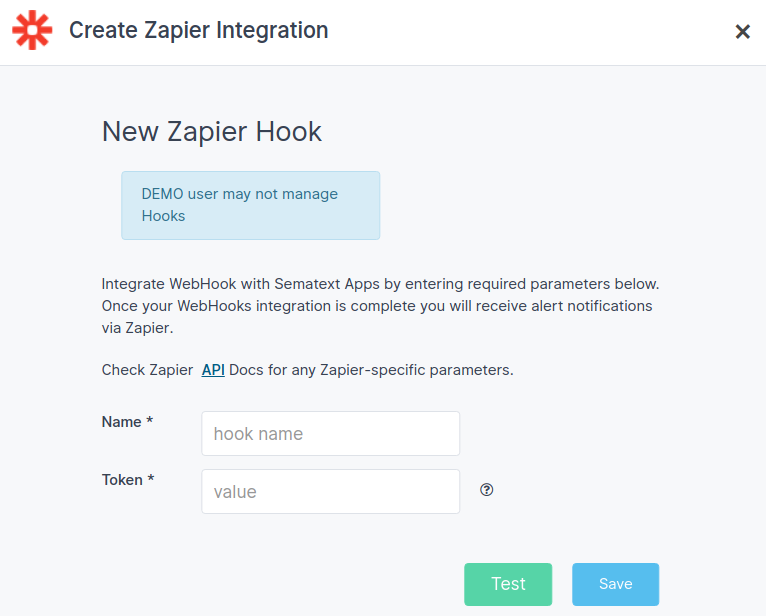 Create Zapier Integration
New Zapier Hook
DEMO user may not manage
Hooks
Integrate WebHook with Sematext Apps by entering required parameters below.
Once your WebHooks integration is complete you will receive alert notifications
via Zapier.
Check Zapier API Docs for any Zapier-specific parameters.
Name *
hook name
Token *
value
Test
Save